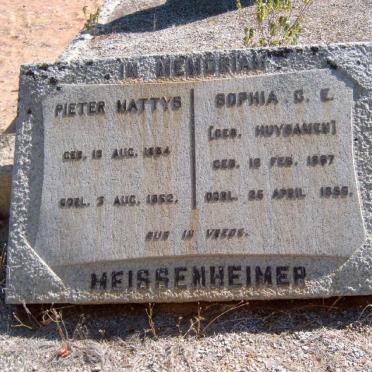 IN MEMORIAM
PIETER MATTYS
GEB. 19 AUG. 1884
OORL. 3 AUG. 1952.
SOPHIA C. E.
[GEB. HUYSAMEN]
GEB. 19 FEB. 1887
OORL. 25 APRIL 1955.
RUS IN VREDE.
MEISSENHEIMER